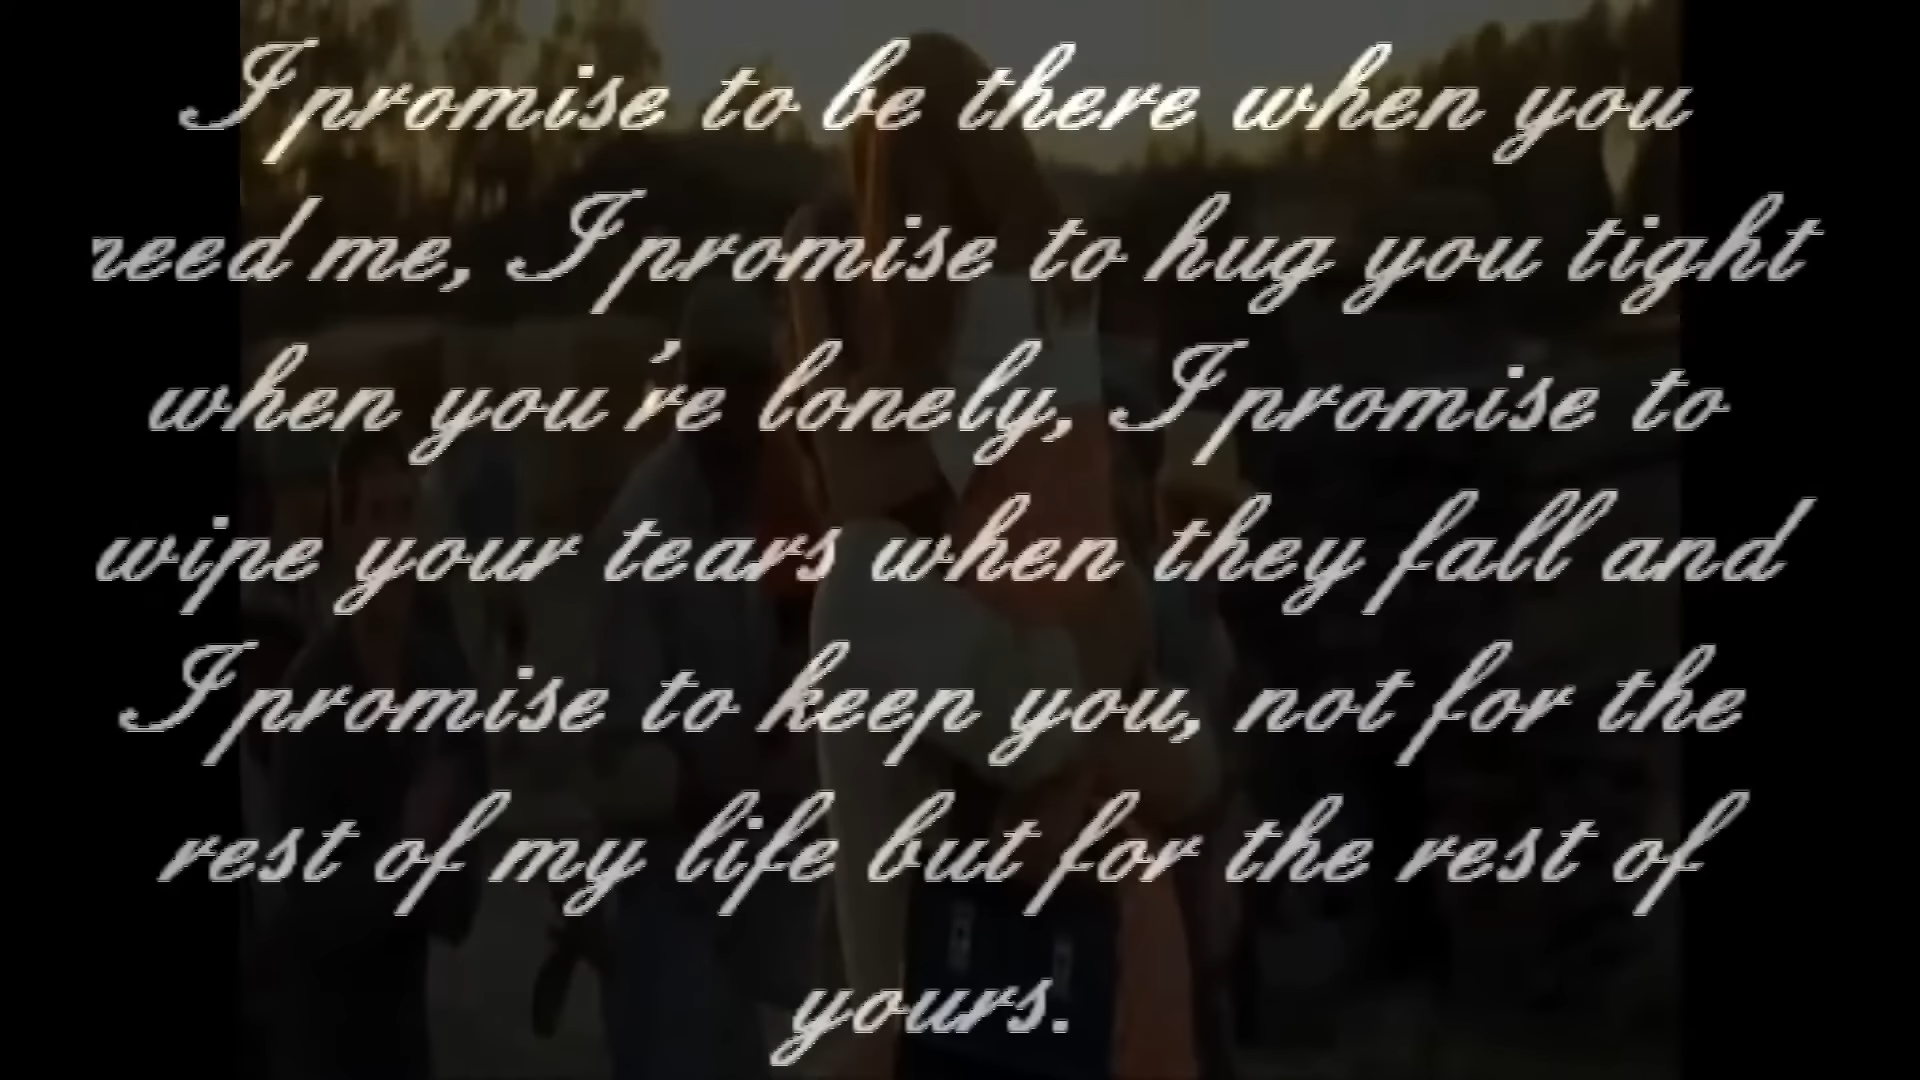 I promise to be there when you
need me, I promise to hug you tight
when you're lonely, I promise to
wipe your tears when they fall and
I promise to keep you, not for the
rest of my life but for the rest of
yours.